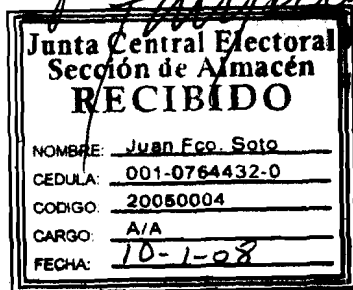 Junta Central Electoral
Sección de Almacén
RECIBIDO
NOMBRE: Juan Fco. Soto
CEDULA: 001-0764432-0
CODIGO: 20050004
CARGO: A/A
FECHA: 10-1-08